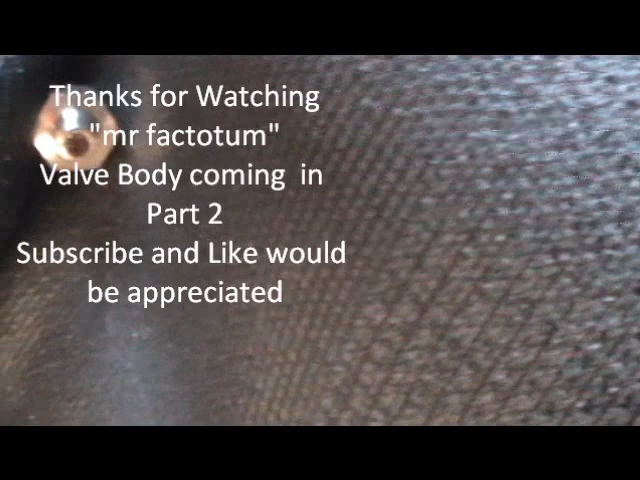 Thanks for Watching
"mr factotum"
Valve Body coming  in
Part 2
Subscribe and Like would
be appreciated